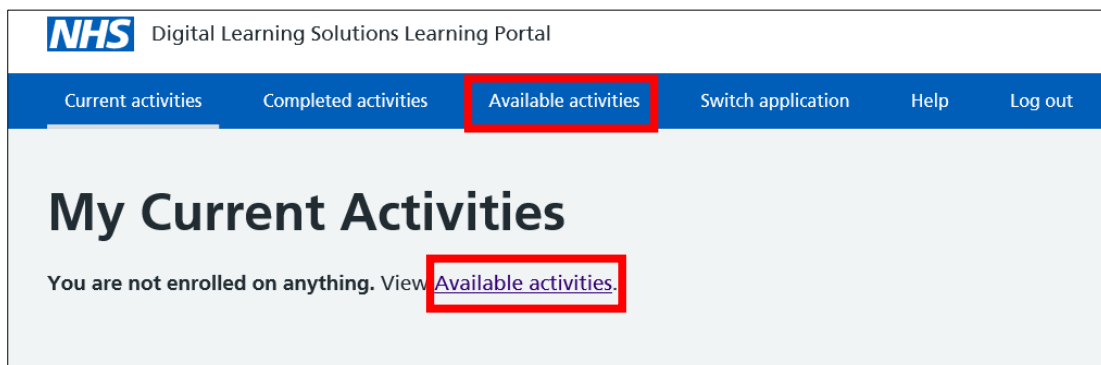 NHS Digital Learning Solutions Learning Portal
Current activities Completed activities Available activities Switch application Help Log out
My Current Activities
You are not enrolled on anything. View Available activities.